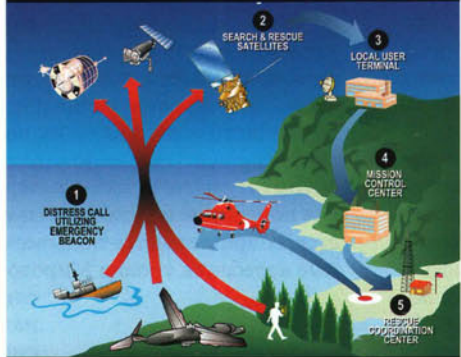 1
DISTRESS CALL
UTILIZING
EMERGENCY
BEACON
2
SEARCH & RESCUE
SATELLITES
3
LOCAL USER
TERMINAL
4
MISSION
CONTROL
CENTER
5
RESCUE
COORDINATION
CENTER